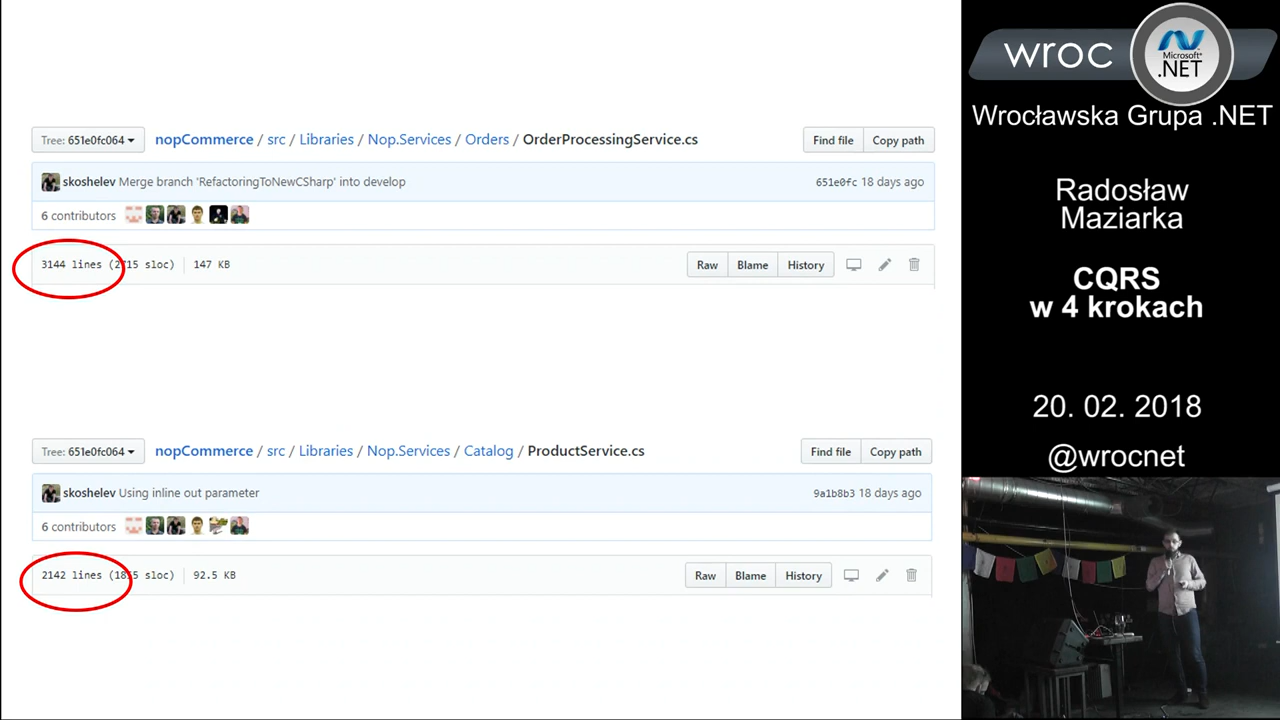 Tree: 651e0fc064
nopCommerce / src / Libraries / Nop.Services / Orders / OrderProcessingService.cs
Find file
Copy path
skoshelev Merge branch 'RefactoringToNewCSharp' into develop
651e0fc 18 days ago
6 contributors
3144 lines (2715 sloc)
147 KB
Raw
Blame
History
Tree: 651e0fc064
nopCommerce / src / Libraries / Nop.Services / Catalog / ProductService.cs
Find file
Copy path
skoshelev Using inline out parameter
9a1b8b3 18 days ago
6 contributors
2142 lines (1855 sloc)
92.5 KB
Raw
Blame
History
wroc
Microsoft®
.NET
Wrocławska Grupa .NET
Radosław
Maziarka
CQRS
w 4 krokach
20. 02. 2018
@wrocnet